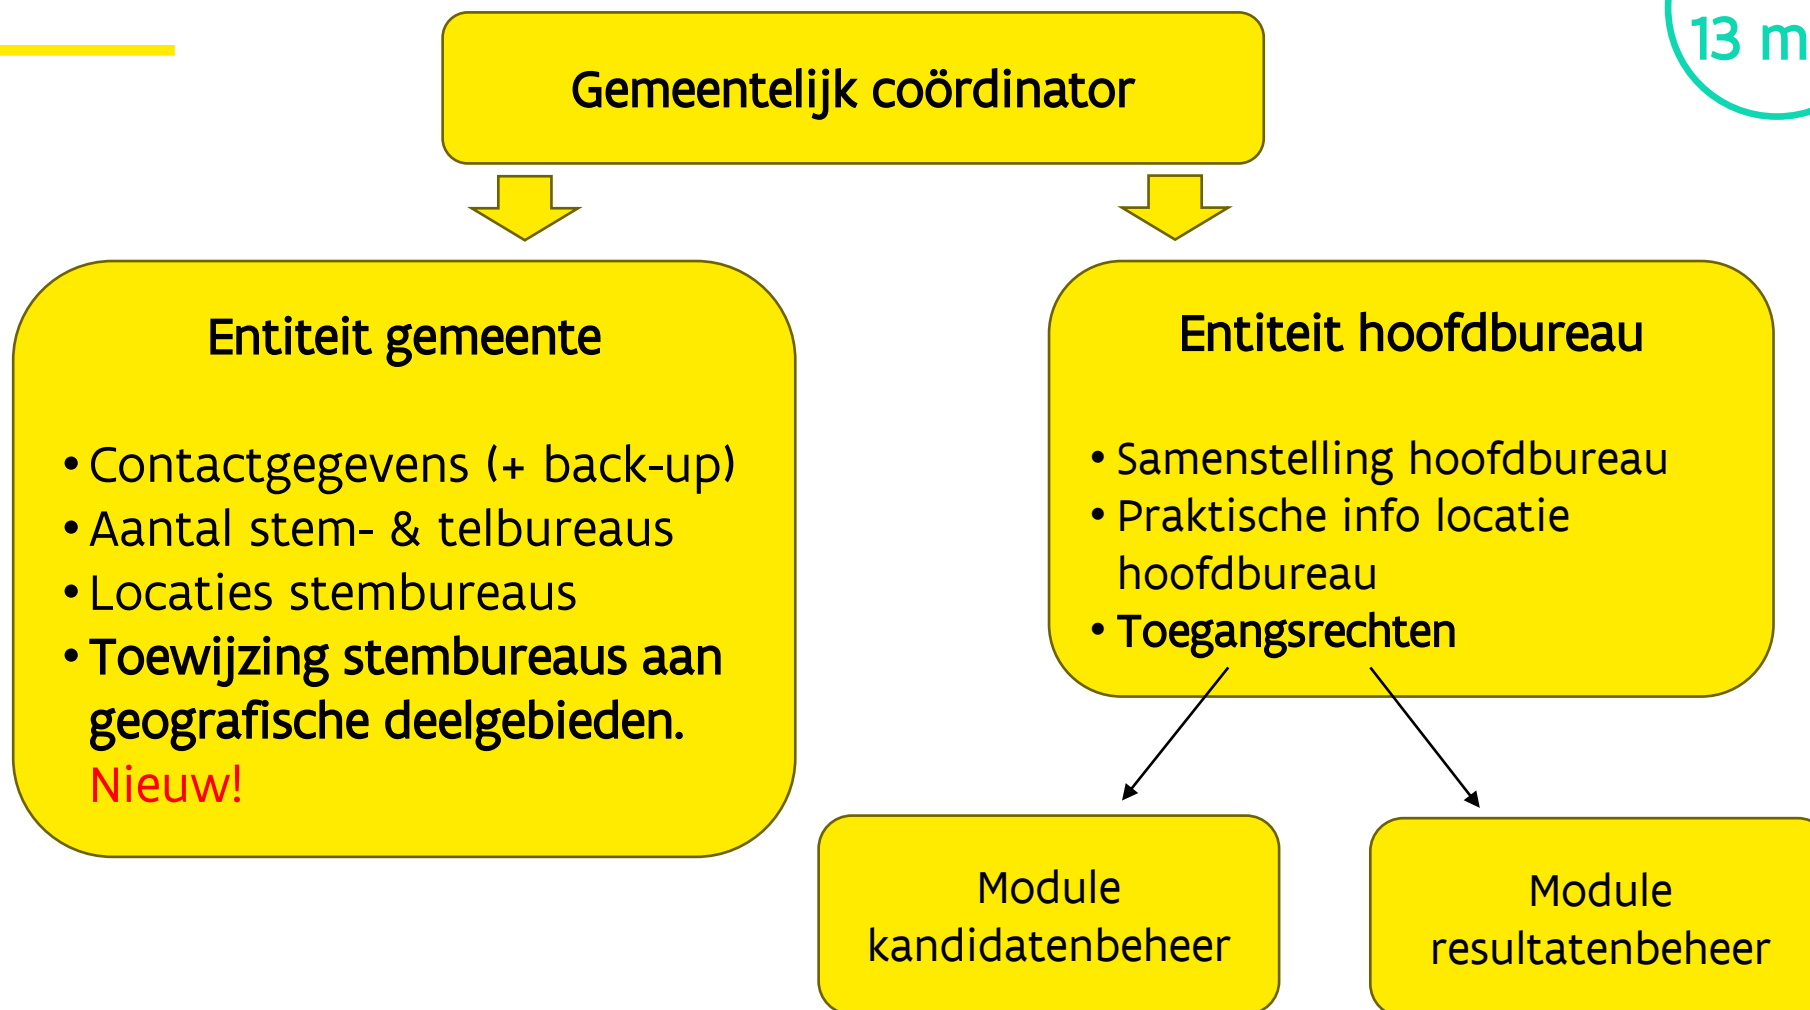 13 m
Gemeentelijk coördinator
Entiteit gemeente
• Contactgegevens (+ back-up)
• Aantal stem- & telbureaus
• Locaties stembureaus
• Toewijzing stembureaus aan
geografische deelgebieden.
Nieuw!
Entiteit hoofdbureau
• Samenstelling hoofdbureau
• Praktische info locatie
hoofdbureau
• Toegangsrechten
Module
kandidatenbeheer
Module
resultatenbeheer